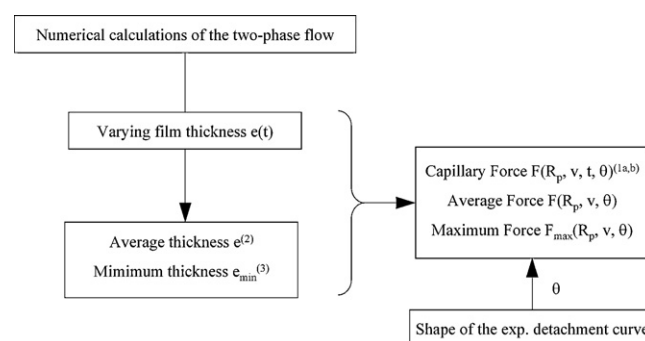 Numerical calculations of the two-phase flow
Varying film thickness e(t)
Average thickness e(2)
Mimimum thickness emin(3)
Capillary Force F(Rp, v, t, θ)(1a,b)
Average Force F(Rp, v, θ)
Maximum Force Fmax(Rp, v, θ)
θ
Shape of the exp. detachment curve